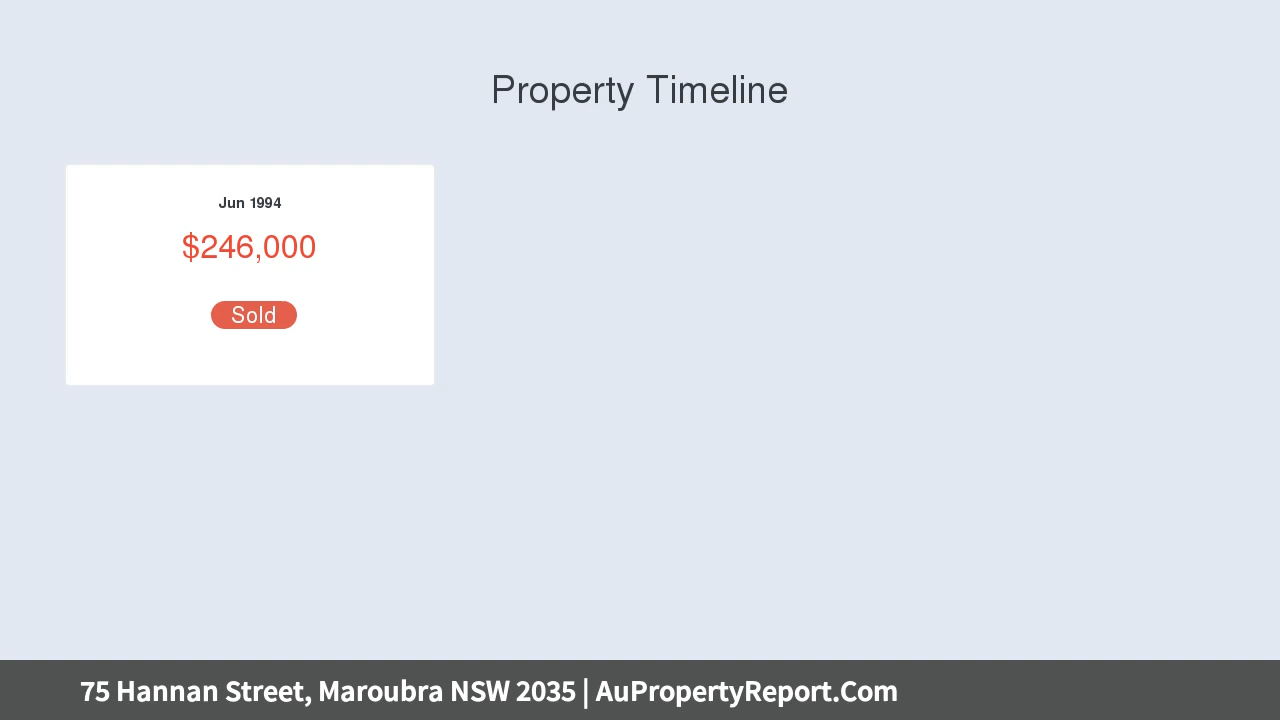 Property Timeline
Jun 1994
$246,000
Sold
75 Hannan Street, Maroubra NSW 2035 | AuPropertyReport.Com